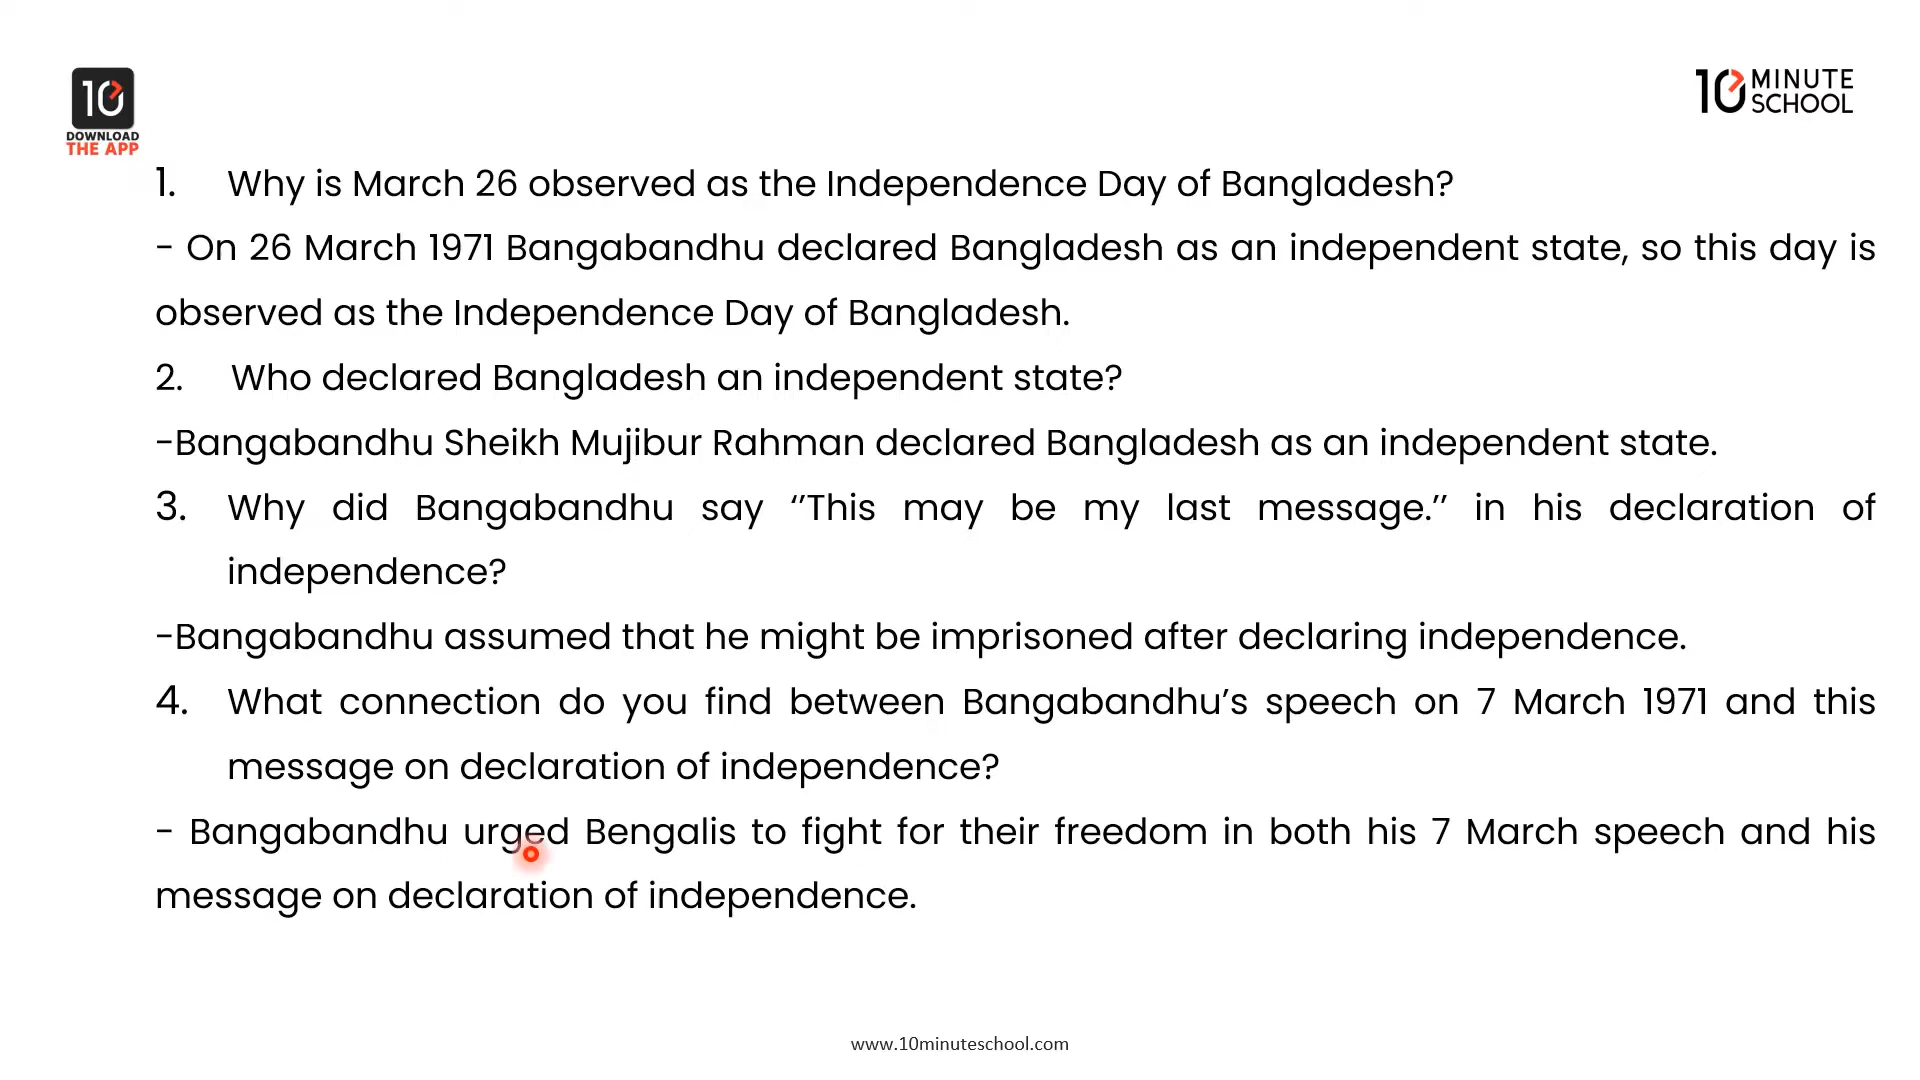 10
DOWNLOAD
THE APP
10 MINUTE
SCHOOL
1. Why is March 26 observed as the Independence Day of Bangladesh?
- On 26 March 1971 Bangabandhu declared Bangladesh as an independent state, so this day is
observed as the Independence Day of Bangladesh.
2. Who declared Bangladesh an independent state?
-Bangabandhu Sheikh Mujibur Rahman declared Bangladesh as an independent state.
3. Why did Bangabandhu say ‘’This may be my last message.’’ in his declaration of
independence?
-Bangabandhu assumed that he might be imprisoned after declaring independence.
4. What connection do you find between Bangabandhu’s speech on 7 March 1971 and this
message on declaration of independence?
- Bangabandhu urged Bengalis to fight for their freedom in both his 7 March speech and his
message on declaration of independence.
www.10minuteschool.com